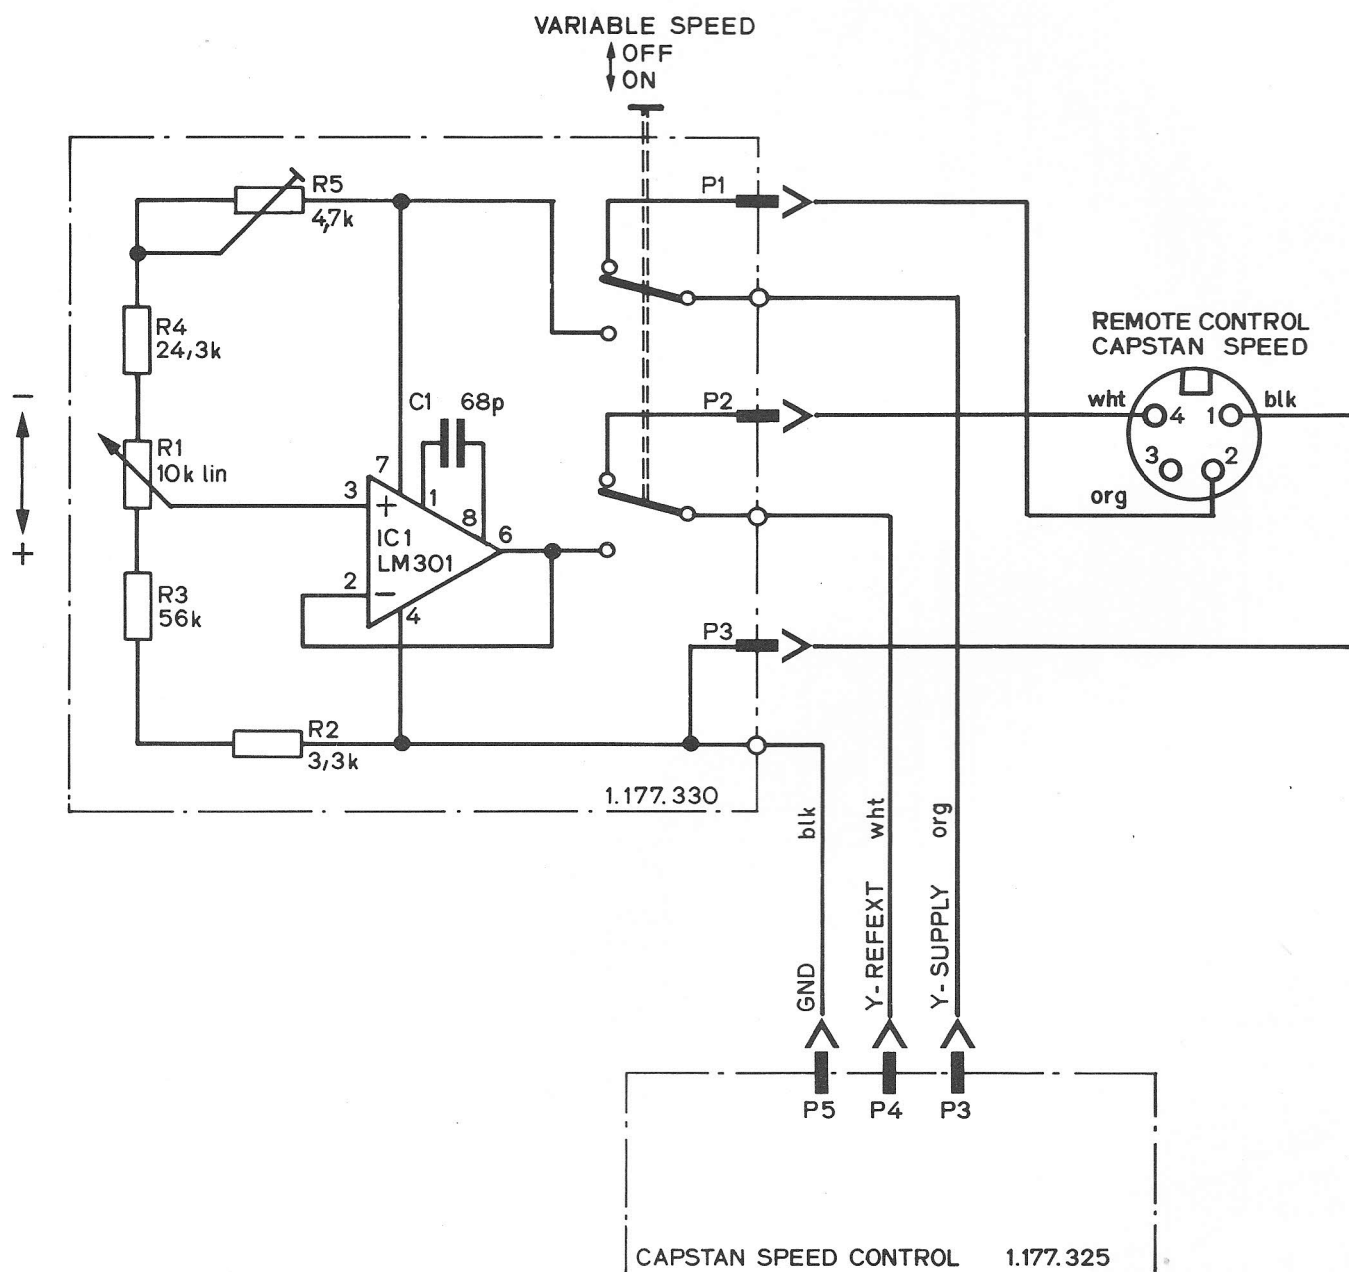 VARIABLE SPEED
OFF
ON
R5
4,7k
P1
R4
24,3k
REMOTE CONTROL
CAPSTAN SPEED
−
C1 68p
P2
wht
4
1
blk
R1
10k lin
7
3
+
1
8
6
3
2
org
IC1
LM301
+
2
−
4
R3
56k
P3
R2
3,3k
1.177.330
GND blk
Y-REFEXT wht
Y-SUPPLY org
P5 P4 P3
CAPSTAN SPEED CONTROL 1.177.325